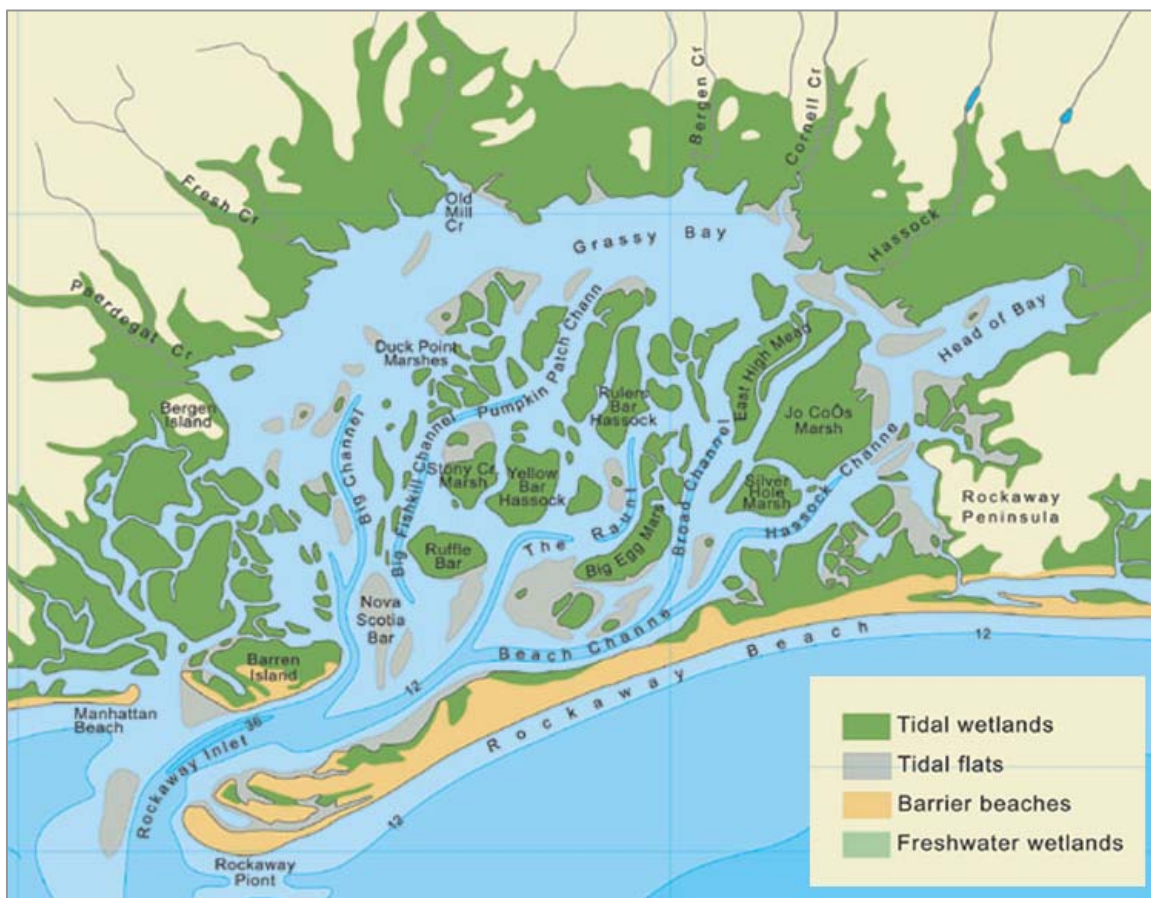 Bergen Cr
Cornell Cr
Fresh Cr
Old
Mill
Cr
Grassy Bay
Hassock
Paerdegat Cr
Head of Bay
Duck Point
Marshes
Pumpkin Patch Chann
East High Mead
Bergen
Island
Rulers
Bar
Hassock
Jo CoÔs
Marsh
Big Channel
Big Fishkill Channel
Stony Cr.
Marsh
Yellow
Bar
Hassock
Broad Channel
Silver
Hole
Marsh
Hassock Channe
Rockaway
Peninsula
The Raunt
Ruffle
Bar
Big Egg Mars
Nova
Scotia
Bar
Beach Channe
12
Barren
Island
12
Rockaway Beach
Manhattan
Beach
36
Rockaway Inlet
12
Rockaway
Piont
Tidal wetlands
Tidal flats
Barrier beaches
Freshwater wetlands